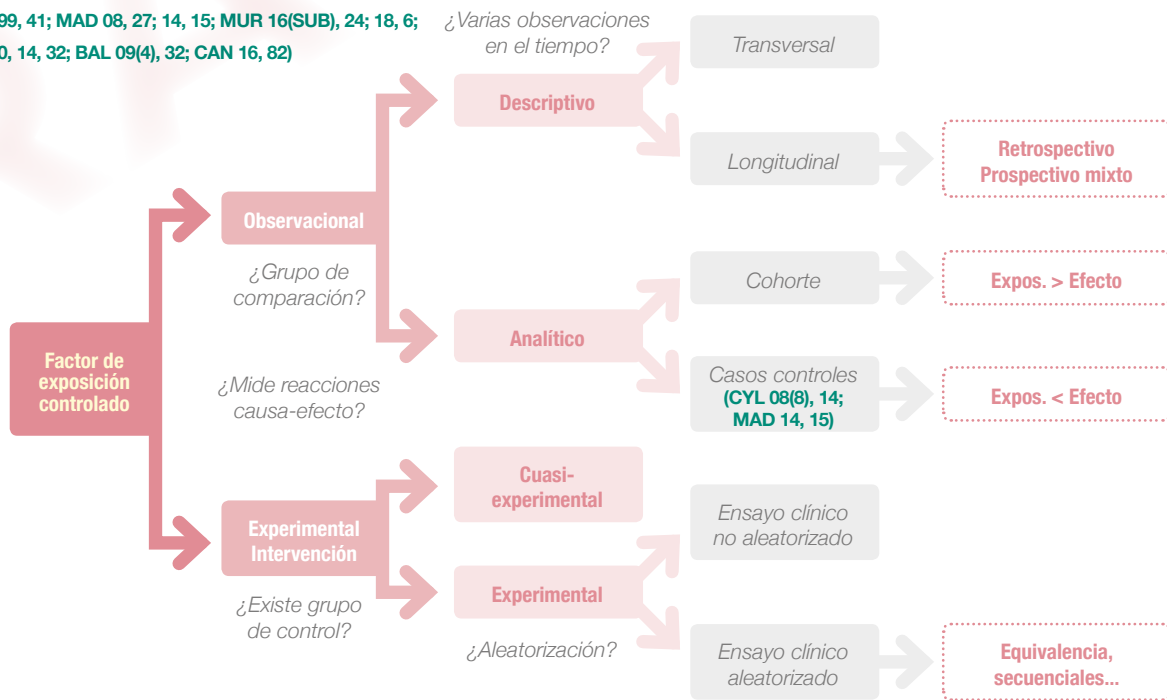 99, 41; MAD 08, 27; 14, 15; MUR 16(SUB), 24; 18, 6;
0, 14, 32; BAL 09(4), 32; CAN 16, 82)
¿Varias observaciones
en el tiempo?
Transversal
Descriptivo
Longitudinal
Retrospectivo
Prospectivo mixto
Observacional
¿Grupo de
comparación?
Cohorte
Expos. > Efecto
Analítico
Factor de
exposición
controlado
¿Mide reacciones
causa-efecto?
Casos controles
(CYL 08(8), 14;
MAD 14, 15)
Expos. < Efecto
Cuasi-
experimental
Experimental
Intervención
Ensayo clínico
no aleatorizado
Experimental
¿Existe grupo
de control?
¿Aleatorización?
Ensayo clínico
aleatorizado
Equivalencia,
secuenciales...